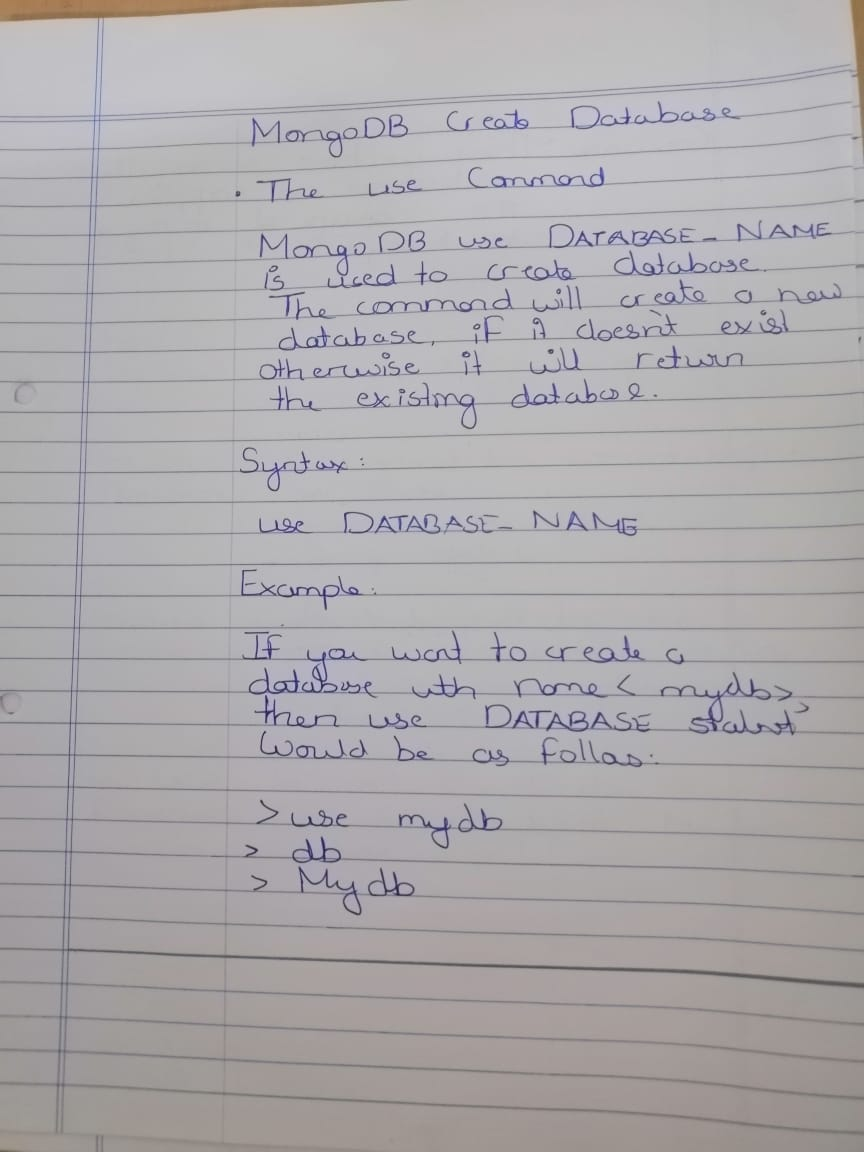 MongoDB Create Database
• The use Command
MongoDB use DATABASE_NAME
is used to create database.
The command will create a new
database, if it doesn't exist
otherwise it will return
the existing database.
Syntax:
use DATABASE_NAME
Example:
If you want to create a
database with name <mydb>,
then use DATABASE
would be as follows:
> use mydb
> db
> Mydb